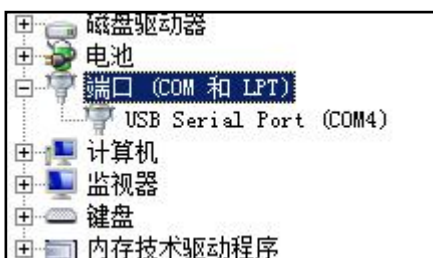 磁盘驱动器
电池
端口 (COM 和 LPT)
USB Serial Port (COM4)
计算机
监视器
键盘
内存技术驱动程序